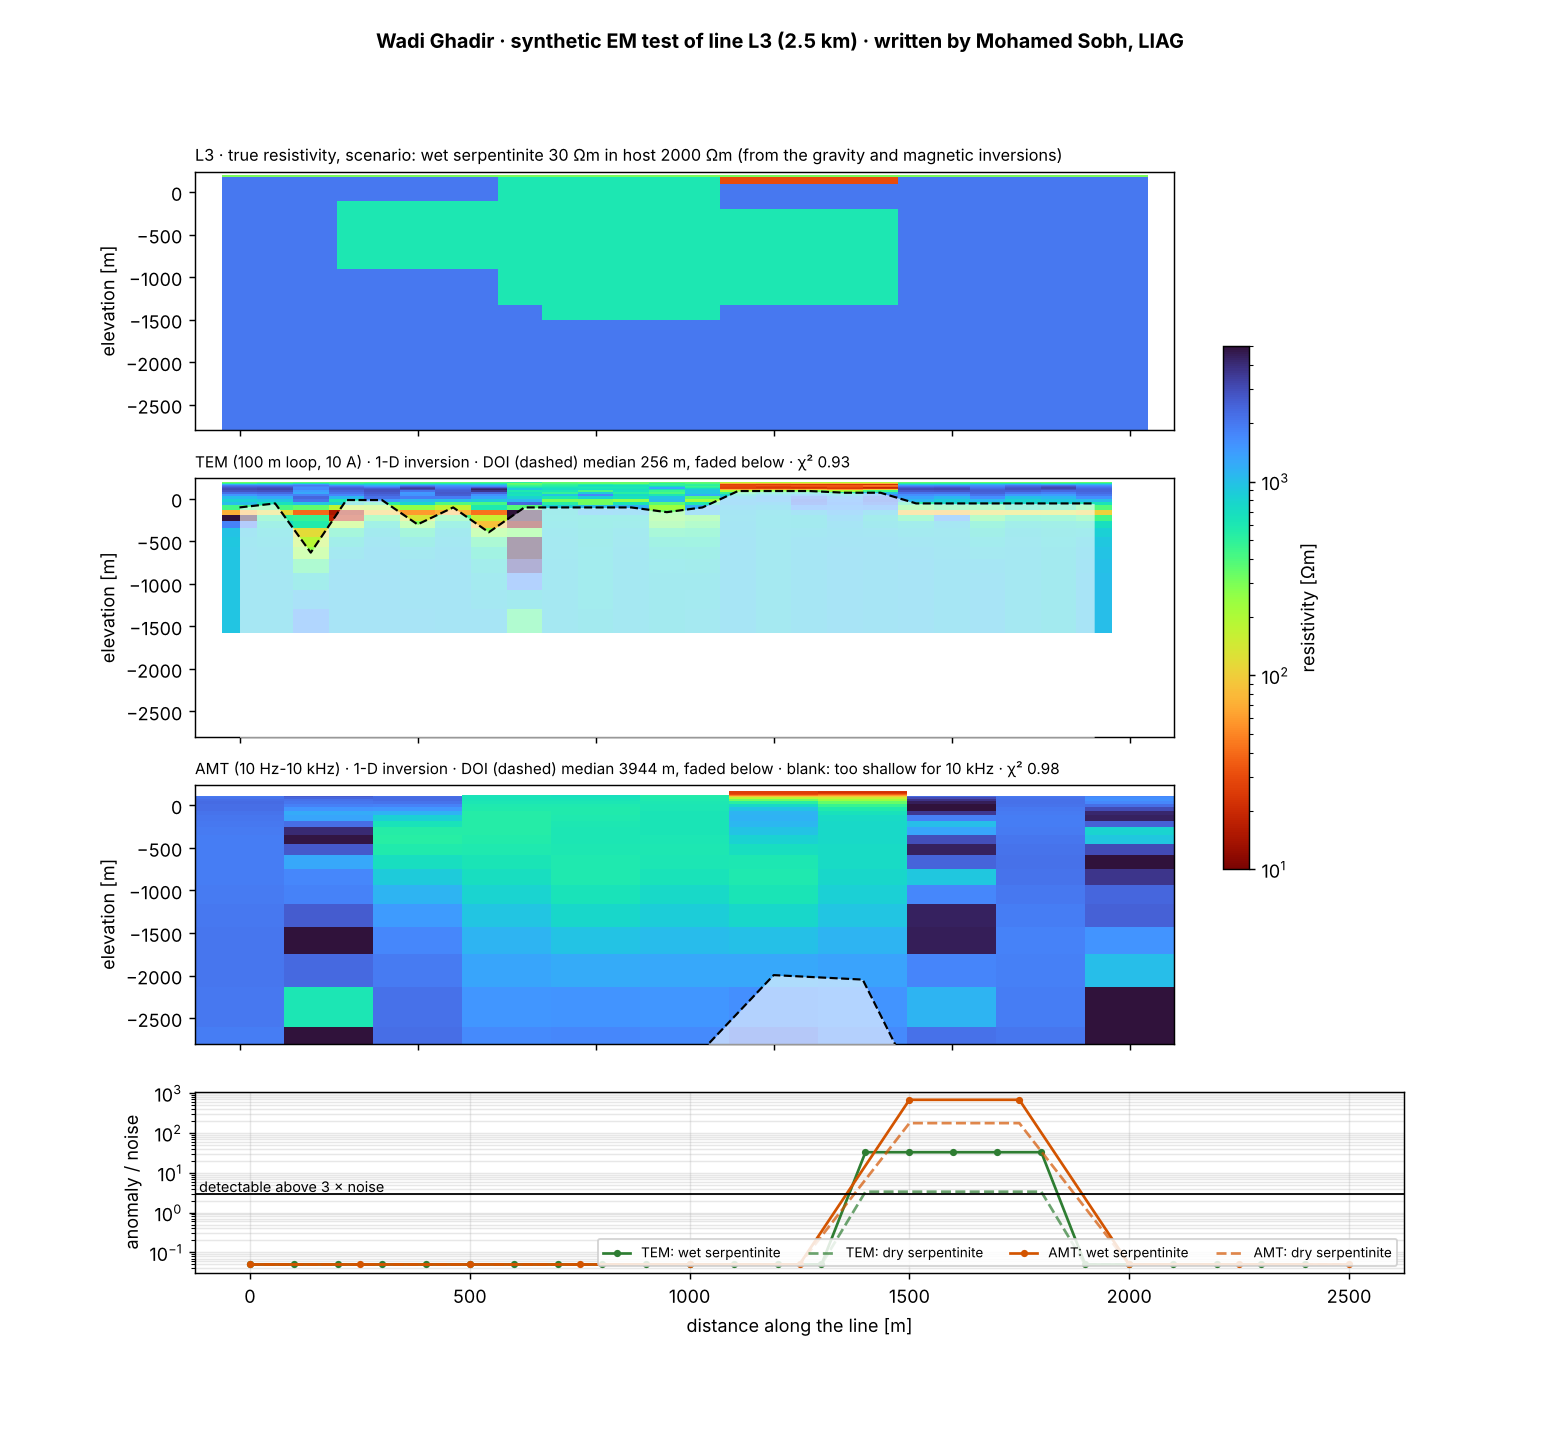 Wadi Ghadir · synthetic EM test of line L3 (2.5 km) · written by Mohamed Sobh, LIAG
L3 · true resistivity, scenario: wet serpentinite 30 Ωm in host 2000 Ωm (from the gravity and magnetic inversions)
elevation [m]
0
−500
−1000
−1500
−2000
−2500
TEM (100 m loop, 10 A) · 1-D inversion · DOI (dashed) median 256 m, faded below · χ² 0.93
elevation [m]
0
−500
−1000
−1500
−2000
−2500
AMT (10 Hz-10 kHz) · 1-D inversion · DOI (dashed) median 3944 m, faded below · blank: too shallow for 10 kHz · χ² 0.98
elevation [m]
0
−500
−1000
−1500
−2000
−2500
10³
10²
10¹
resistivity [Ωm]
anomaly / noise
10³
10²
10¹
10⁰
10⁻¹
detectable above 3 × noise
TEM: wet serpentinite
TEM: dry serpentinite
AMT: wet serpentinite
AMT: dry serpentinite
0 500 1000 1500 2000 2500
distance along the line [m]